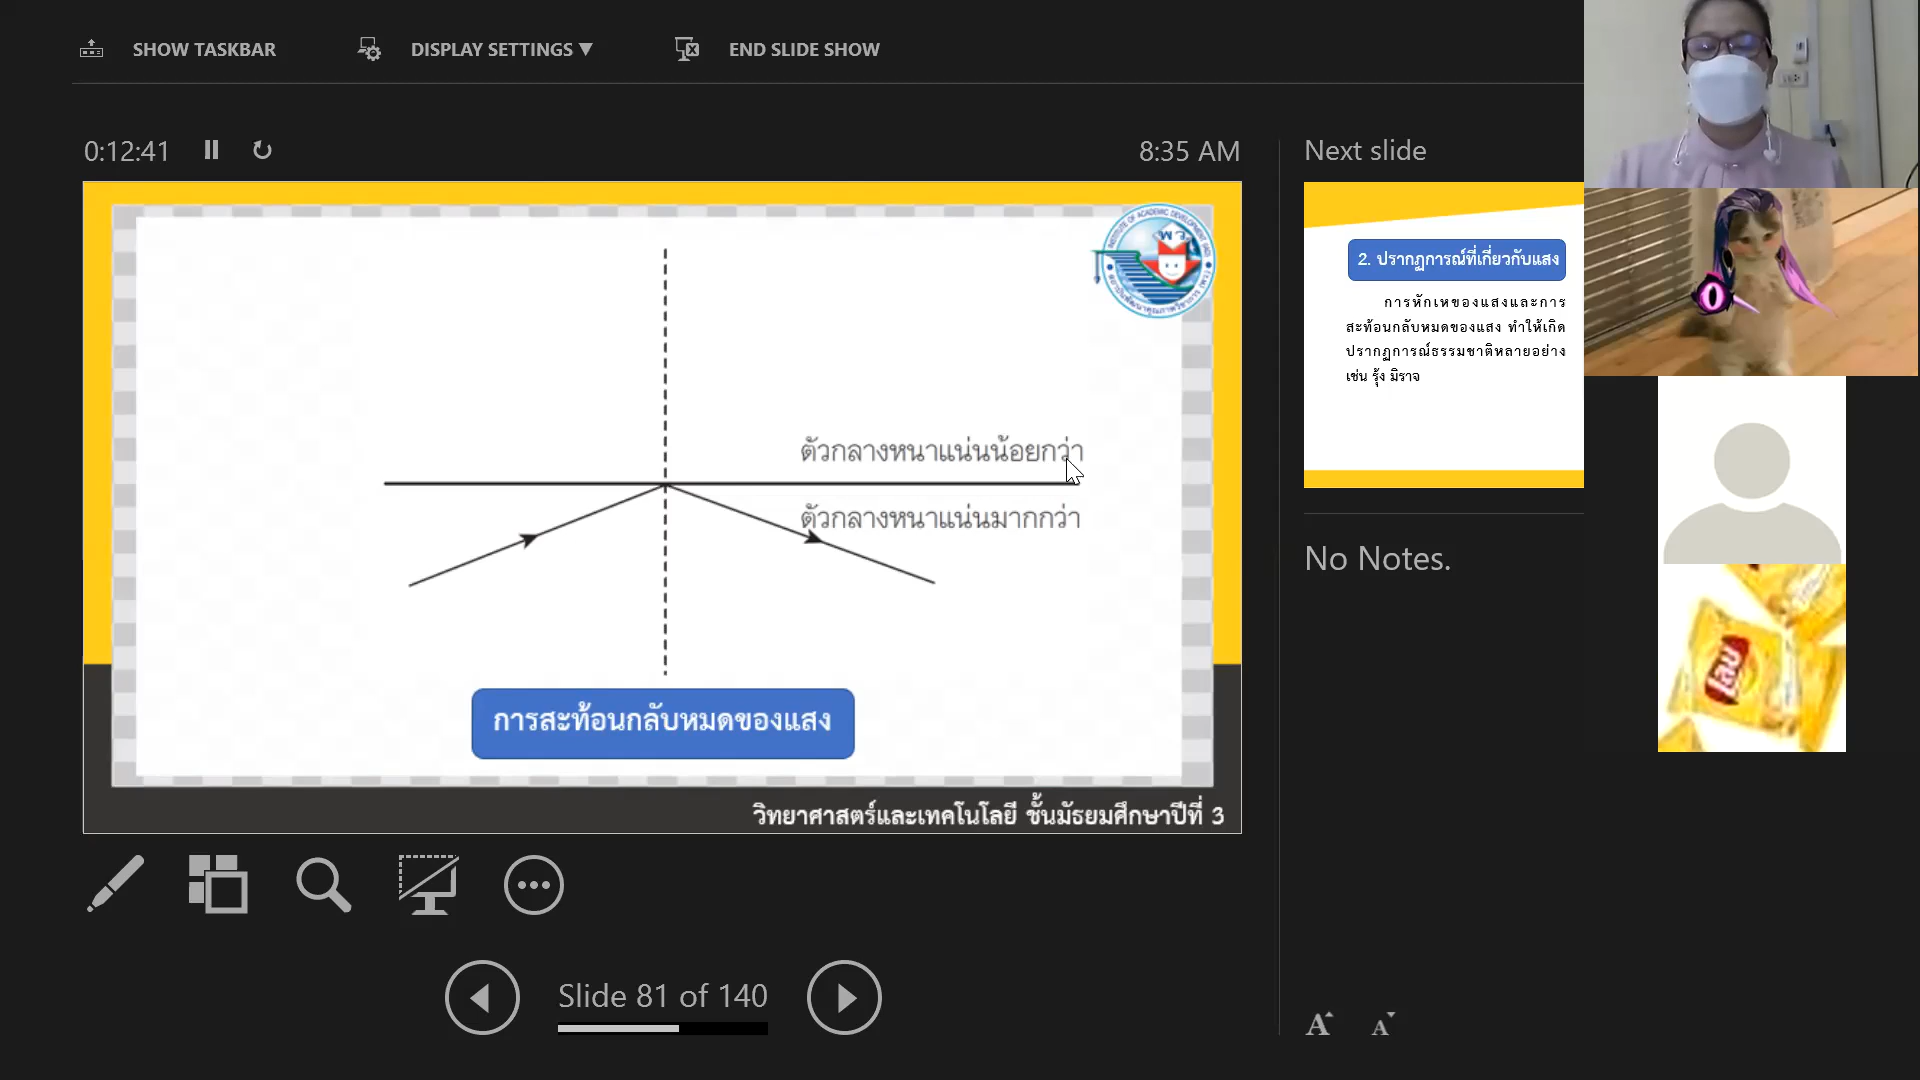 SHOW TASKBAR
DISPLAY SETTINGS ▼
END SLIDE SHOW
0:12:41
8:35 AM
Next slide
พว
ตัวกลางหนาแน่นน้อยกว่า
ตัวกลางหนาแน่นมากกว่า
การสะท้อนกลับหมดของแสง
วิทยาศาสตร์และเทคโนโลยี ชั้นมัธยมศึกษาปีที่ 3
2. ปรากฏการณ์ที่เกี่ยวกับแสง
การหักเหของแสงและการ
สะท้อนกลับหมดของแสง ทำให้เกิด
ปรากฏการณ์ธรรมชาติหลายอย่าง
เช่น รุ้ง มิราจ
No Notes.
เลย์
Slide 81 of 140
A A